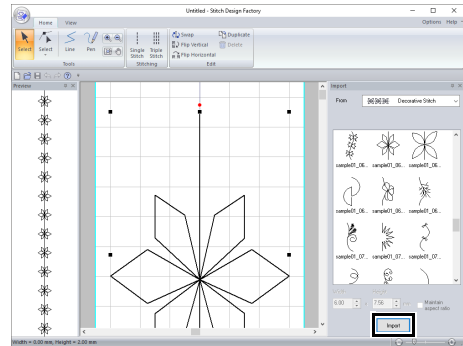 Untitled - Stitch Design Factory
Home View
Options Help
Select Select Line Pen
Tools
Single Stitch Triple Stitch
Stitching
Swap
Flip Vertical
Flip Horizontal
Duplicate
Delete
Edit
Preview
Import
From Decorative Stitch
sample01_06... sample01_06... sample01_06...
sample01_06... sample01_06... sample01_06...
sample01_07... sample01_07... sample01_07...
6.80 7.56
Maintain
aspect ratio
Import
Width = 0.00 mm, Height = 2.00 mm